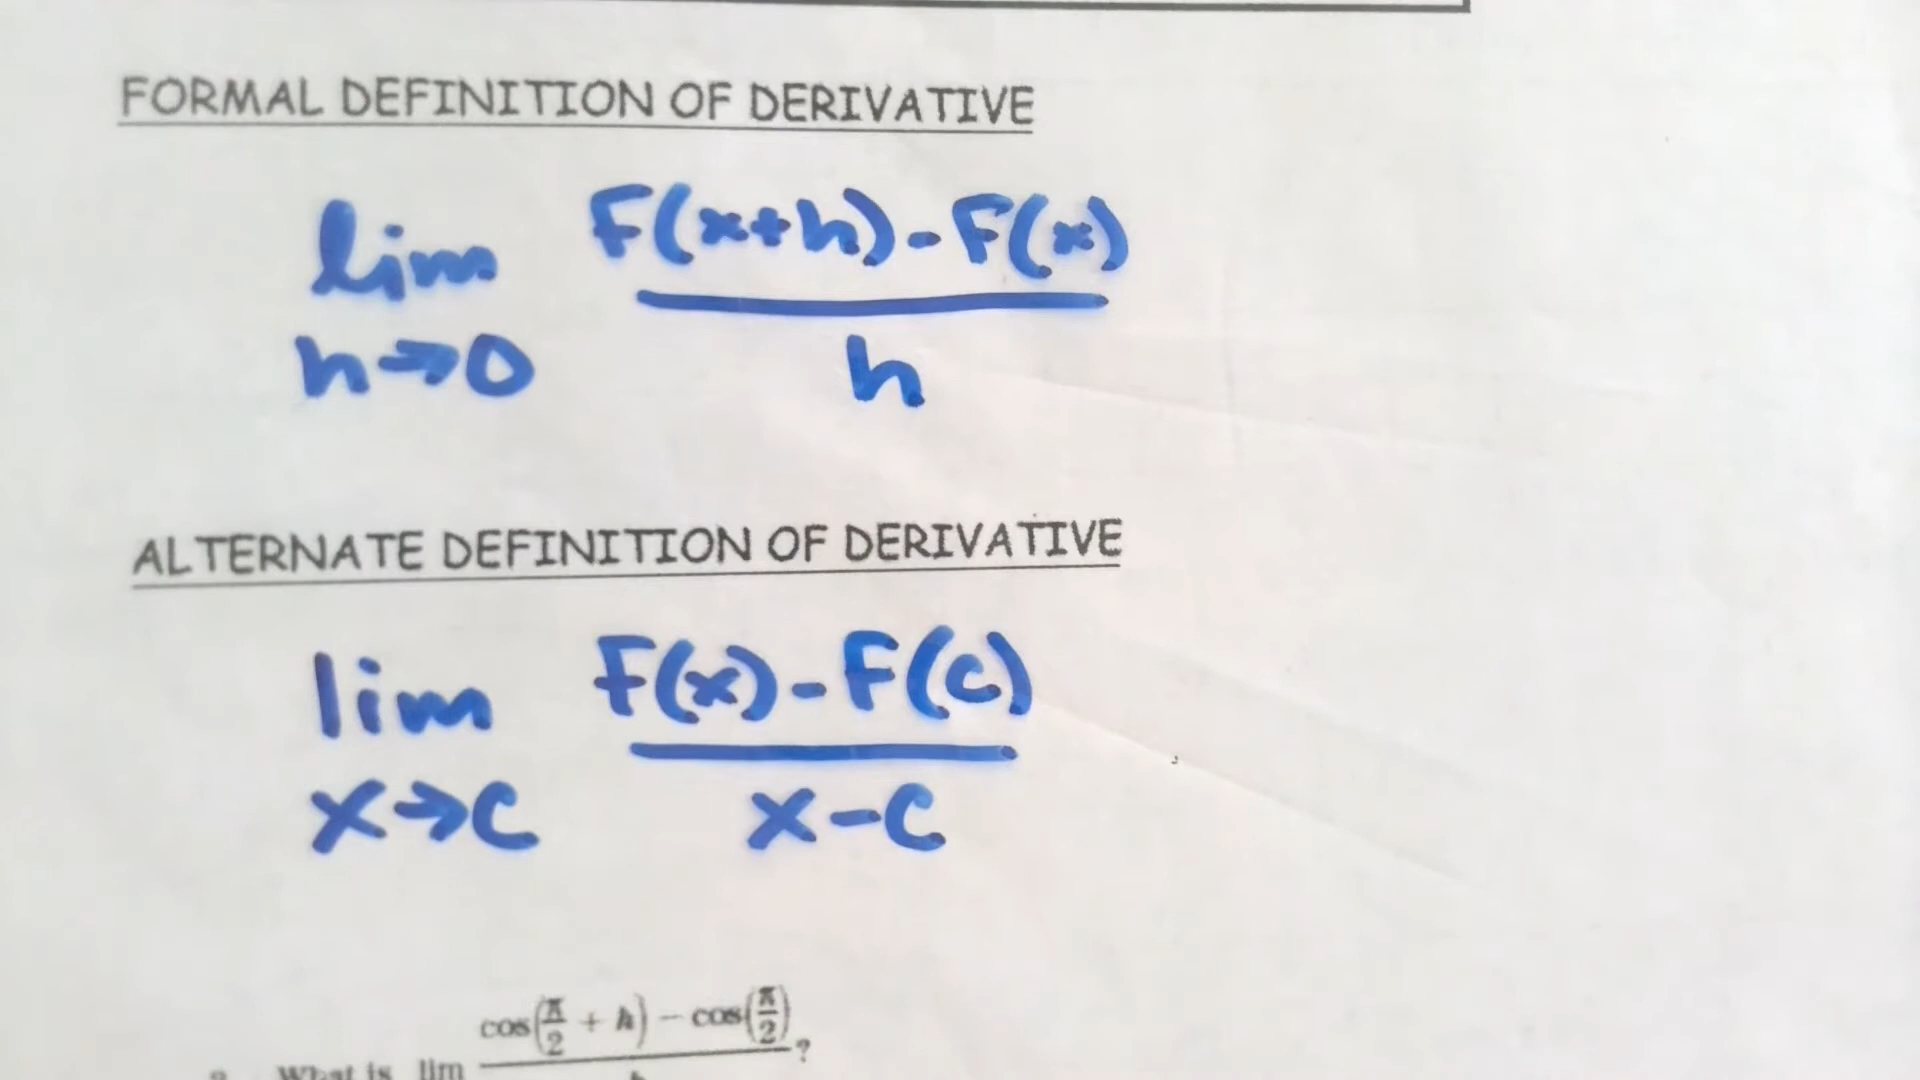 FORMAL DEFINITION OF DERIVATIVE
lim F(x+h)-F(x)
h→0 h
ALTERNATE DEFINITION OF DERIVATIVE
lim F(x)-F(c)
x→c x-c
cos(π/2 + h) - cos(π/2)
What is lim ?